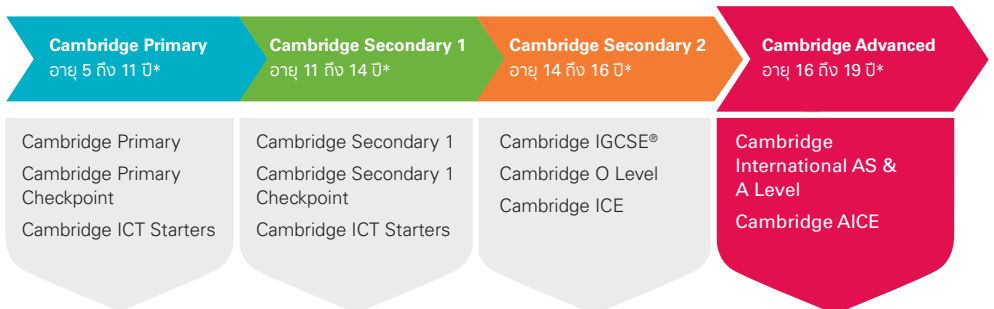 Cambridge Primary
อายุ 5 ถึง 11 ปี*
Cambridge Secondary 1
อายุ 11 ถึง 14 ปี*
Cambridge Secondary 2
อายุ 14 ถึง 16 ปี*
Cambridge Advanced
อายุ 16 ถึง 19 ปี*
Cambridge Primary
Cambridge Primary
Checkpoint
Cambridge ICT Starters
Cambridge Secondary 1
Cambridge Secondary 1
Checkpoint
Cambridge ICT Starters
Cambridge IGCSE®
Cambridge O Level
Cambridge ICE
Cambridge
International AS &
A Level
Cambridge AICE